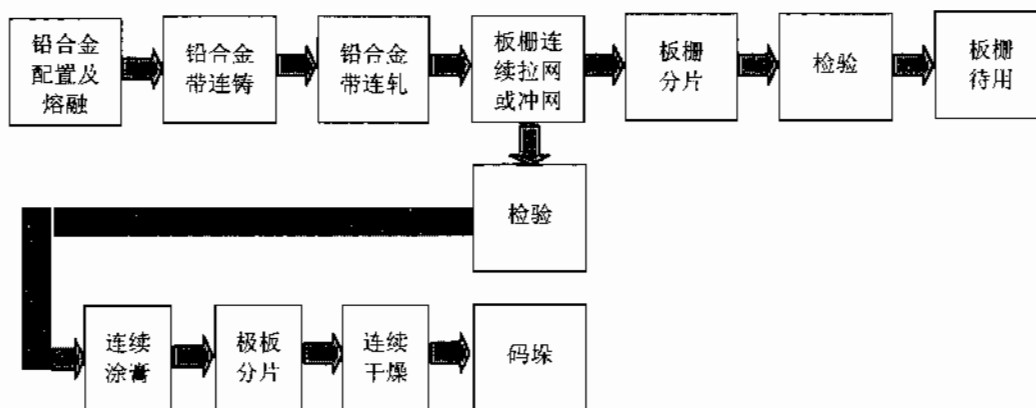 铅合金
配置及
熔融
铅合金
带连铸
铅合金
带连轧
板栅连
续拉网
或冲网
板栅
分片
检验
板栅
待用
检验
连续
涂膏
极板
分片
连续
干燥
码垛